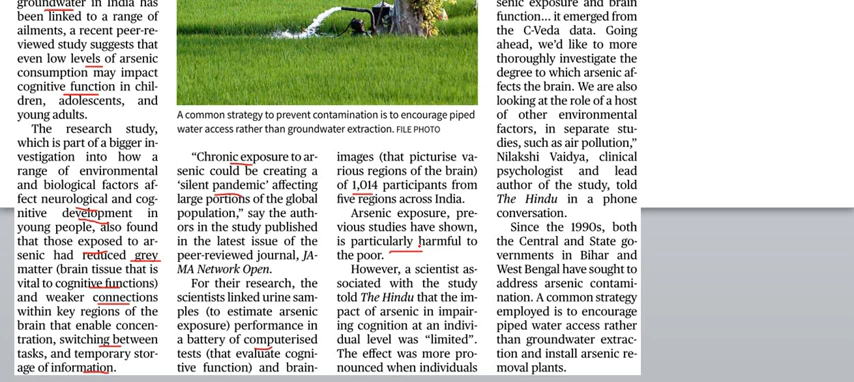 groundwater in India has
been linked to a range of
ailments, a recent peer-re-
viewed study suggests that
even low levels of arsenic
consumption may impact
cognitive function in chil-
dren, adolescents, and
young adults.
The research study,
which is part of a bigger in-
vestigation into how a
range of environmental
and biological factors af-
fect neurological and cog-
nitive development in
young people, also found
that those exposed to ar-
senic had reduced grey
matter (brain tissue that is
vital to cognitive functions)
and weaker connections
within key regions of the
brain that enable concen-
tration, switching between
tasks, and temporary stor-
age of information.
A common strategy to prevent contamination is to encourage piped
water access rather than groundwater extraction. FILE PHOTO
“Chronic exposure to ar-
senic could be creating a
‘silent pandemic’ affecting
large portions of the global
population,” say the auth-
ors in the study published
in the latest issue of the
peer-reviewed journal, JA-
MA Network Open.
For their research, the
scientists linked urine sam-
ples (to estimate arsenic
exposure) performance in
a battery of computerised
tests (that evaluate cogni-
tive function) and brain-
images (that picturise va-
rious regions of the brain)
of 1,014 participants from
five regions across India.
Arsenic exposure, pre-
vious studies have shown,
is particularly harmful to
the poor.
However, a scientist as-
sociated with the study
told The Hindu that the im-
pact of arsenic in impair-
ing cognition at an indivi-
dual level was “limited”.
The effect was more pro-
nounced when individuals
senic exposure and brain
function... it emerged from
the C-Veda data. Going
ahead, we’d like to more
thoroughly investigate the
degree to which arsenic af-
fects the brain. We are also
looking at the role of a host
of other environmental
factors, in separate stu-
dies, such as air pollution,”
Nilakshi Vaidya, clinical
psychologist and lead
author of the study, told
The Hindu in a phone
conversation.
Since the 1990s, both
the Central and State go-
vernments in Bihar and
West Bengal have sought to
address arsenic contami-
nation. A common strategy
employed is to encourage
piped water access rather
than groundwater extrac-
tion and install arsenic re-
moval plants.